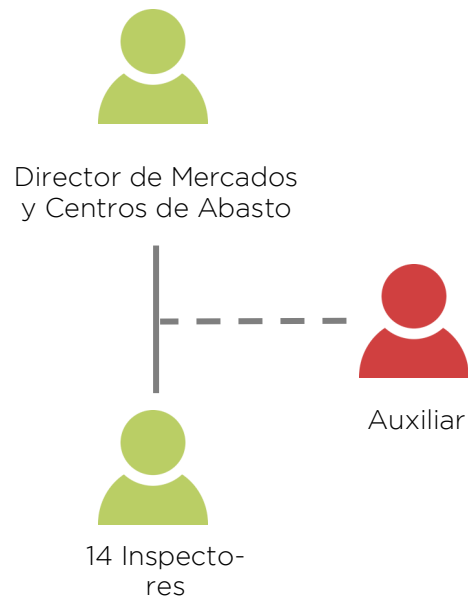 Director de Mercados
y Centros de Abasto
Auxiliar
14 Inspecto-
res